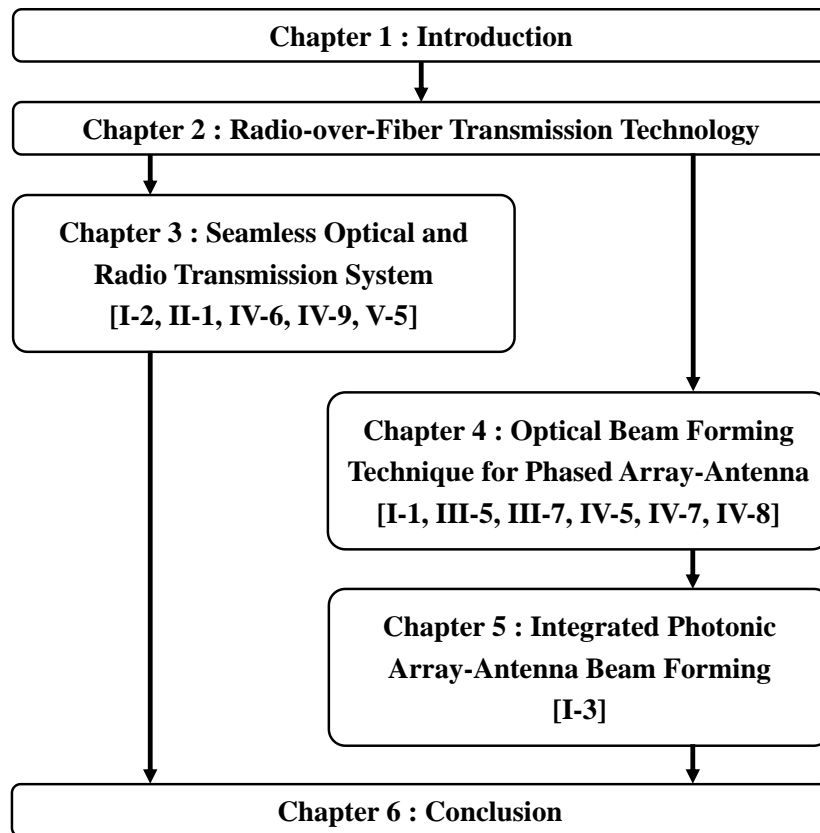 Chapter 1 : Introduction
Chapter 2 : Radio-over-Fiber Transmission Technology
Chapter 3 : Seamless Optical and
Radio Transmission System
[I-2, II-1, IV-6, IV-9, V-5]
Chapter 4 : Optical Beam Forming
Technique for Phased Array-Antenna
[I-1, III-5, III-7, IV-5, IV-7, IV-8]
Chapter 5 : Integrated Photonic
Array-Antenna Beam Forming
[I-3]
Chapter 6 : Conclusion